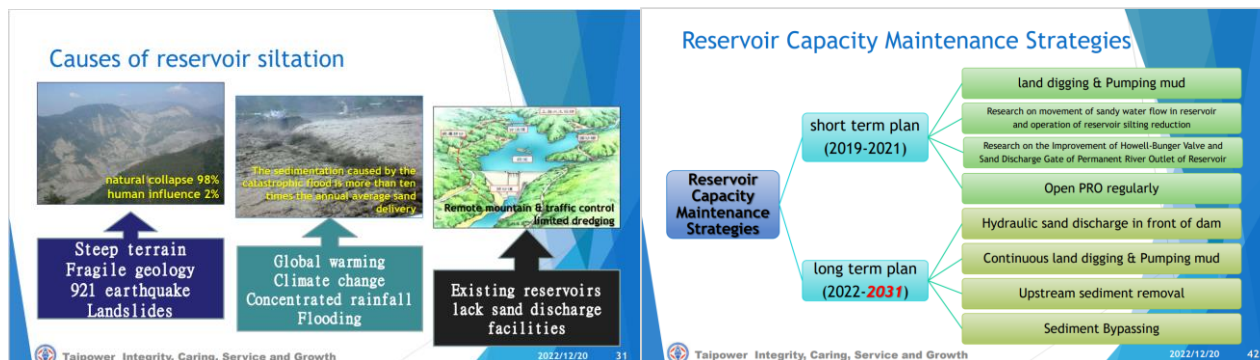 Causes of reservoir siltation
natural collapse 98%
human influence 2%
The sedimentation caused by the
catastrophic flood is more than ten
times the annual average sand
delivery
Remote mountain & traffic control
limited dredging
Steep terrain
Fragile geology
921 earthquake
Landslides
Global warming
Climate change
Concentrated rainfall
Flooding
Existing reservoirs
lack sand discharge
facilities
Taipower Integrity, Caring, Service and Growth
2022/12/20
31
Reservoir Capacity Maintenance Strategies
Reservoir
Capacity
Maintenance
Strategies
short term plan
(2019-2021)
land digging & Pumping mud
Research on movement of sandy water flow in reservoir
and operation of reservoir silting reduction
Research on the Improvement of Howell-Bunger Valve and
Sand Discharge Gate of Permanent River Outlet of Reservoir
Open PRO regularly
long term plan
(2022-2031)
Hydraulic sand discharge in front of dam
Continuous land digging & Pumping mud
Upstream sediment removal
Sediment Bypassing
Taipower Integrity, Caring, Service and Growth
2022/12/20
42